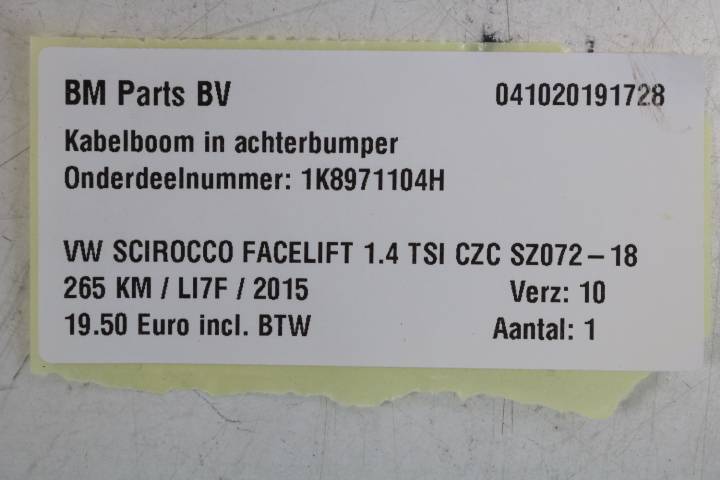 BM Parts BV 041020191728
Kabelboom in achterbumper
Onderdeelnummer: 1K8971104H
VW SCIROCCO FACELIFT 1.4 TSI CZC SZ072-18
265 KM / LI7F / 2015 Verz: 10
19.50 Euro incl. BTW Aantal: 1